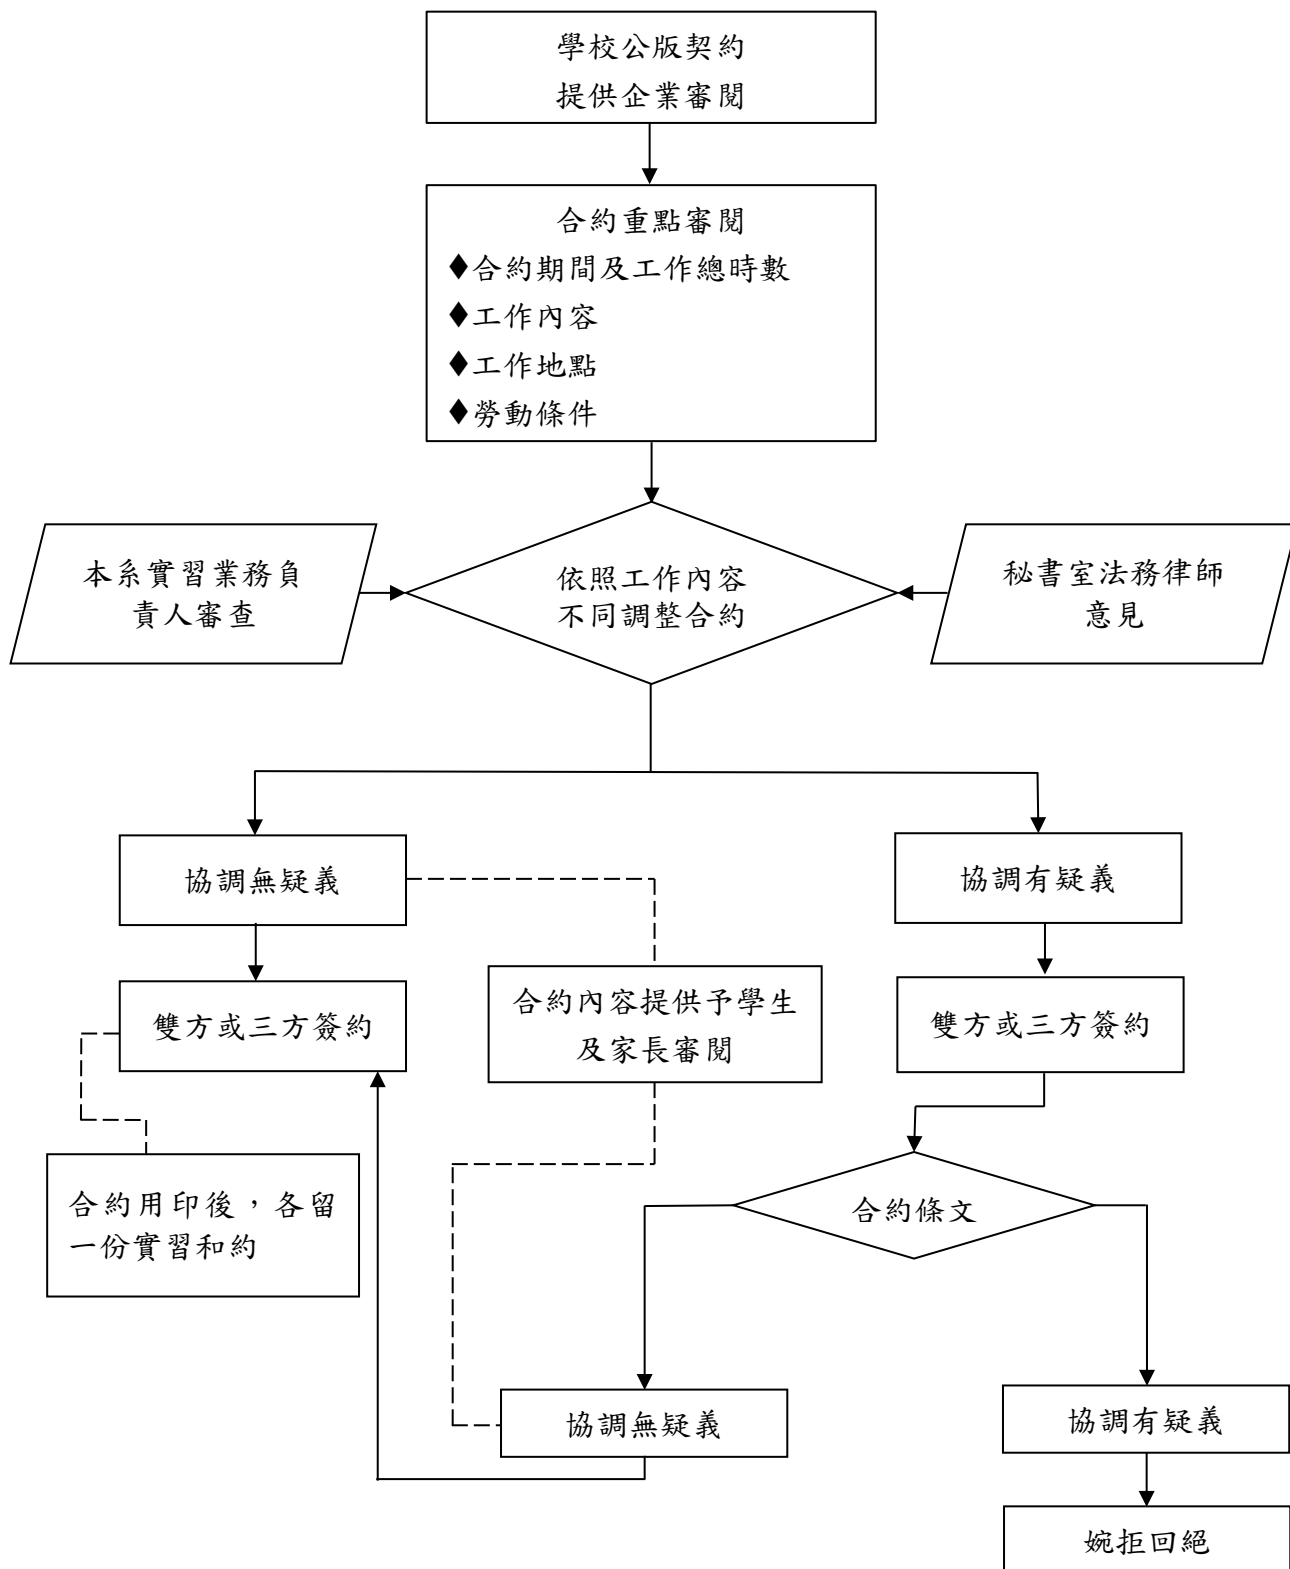 學校公版契約
提供企業審閱
合約重點審閱
♦合約期間及工作總時數
♦工作內容
♦工作地點
♦勞動條件
本系實習業務負
責人審查
依照工作內容
不同調整合約
秘書室法務律師
意見
協調無疑義
協調有疑義
雙方或三方簽約
合約內容提供予學生
及家長審閱
雙方或三方簽約
合約用印後，各留
一份實習和約
合約條文
協調無疑義
協調有疑義
婉拒回絕